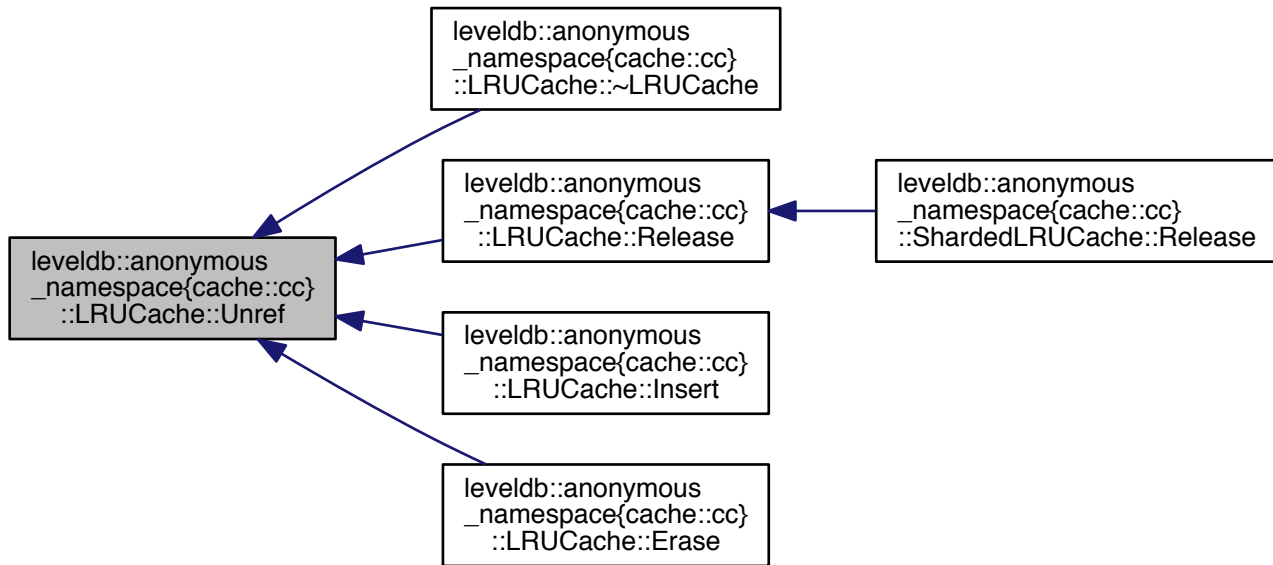 leveldb::anonymous
_namespace{cache::cc}
::LRUCache::~LRUCache
leveldb::anonymous
_namespace{cache::cc}
::LRUCache::Release
leveldb::anonymous
_namespace{cache::cc}
::ShardedLRUCache::Release
leveldb::anonymous
_namespace{cache::cc}
::LRUCache::Unref
leveldb::anonymous
_namespace{cache::cc}
::LRUCache::Insert
leveldb::anonymous
_namespace{cache::cc}
::LRUCache::Erase